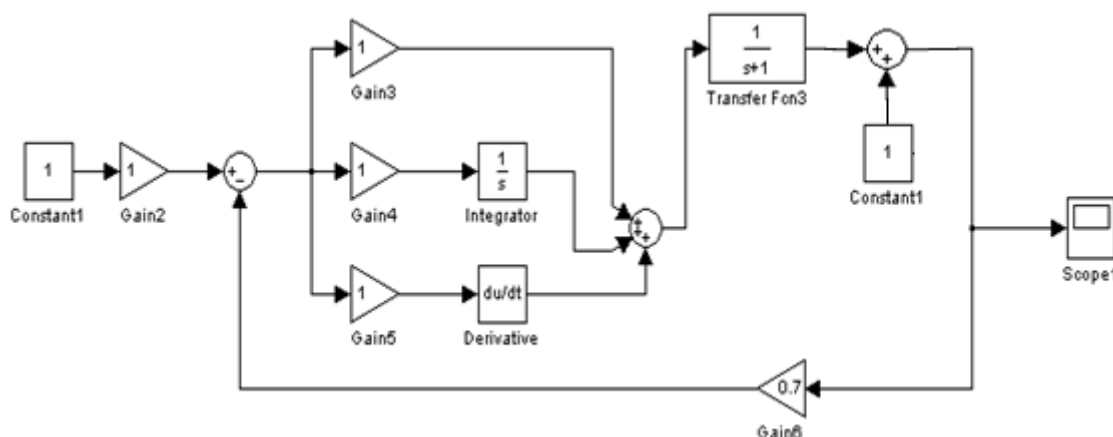 1
Gain3
1
s+1
Transfer Fcn3
+
+
1
Constant1
1
Constant1
1
Gain2
+
-
1
Gain4
1
s
Integrator
+
+
+
Scope1
1
Gain5
du/dt
Derivative
0.7
Gain6